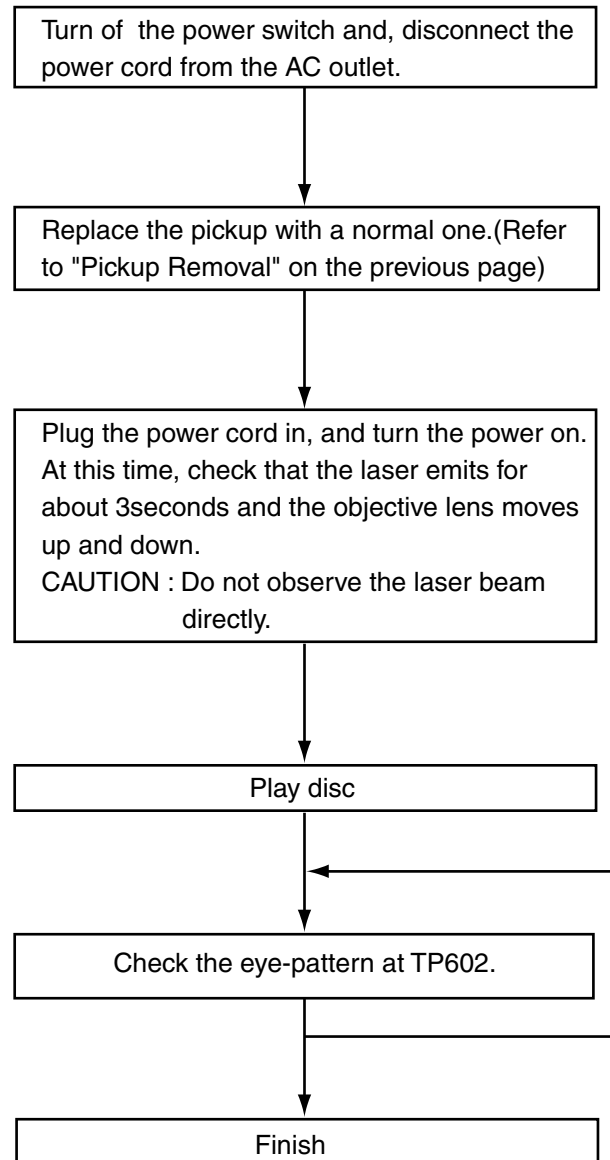 Turn of  the power switch and, disconnect the
power cord from the AC outlet.
Replace the pickup with a normal one.(Refer
to "Pickup Removal" on the previous page)
Plug the power cord in, and turn the power on.
At this time, check that the laser emits for
about 3seconds and the objective lens moves
up and down.
CAUTION : Do not observe the laser beam
directly.
Play disc
Check the eye-pattern at TP602.
Finish